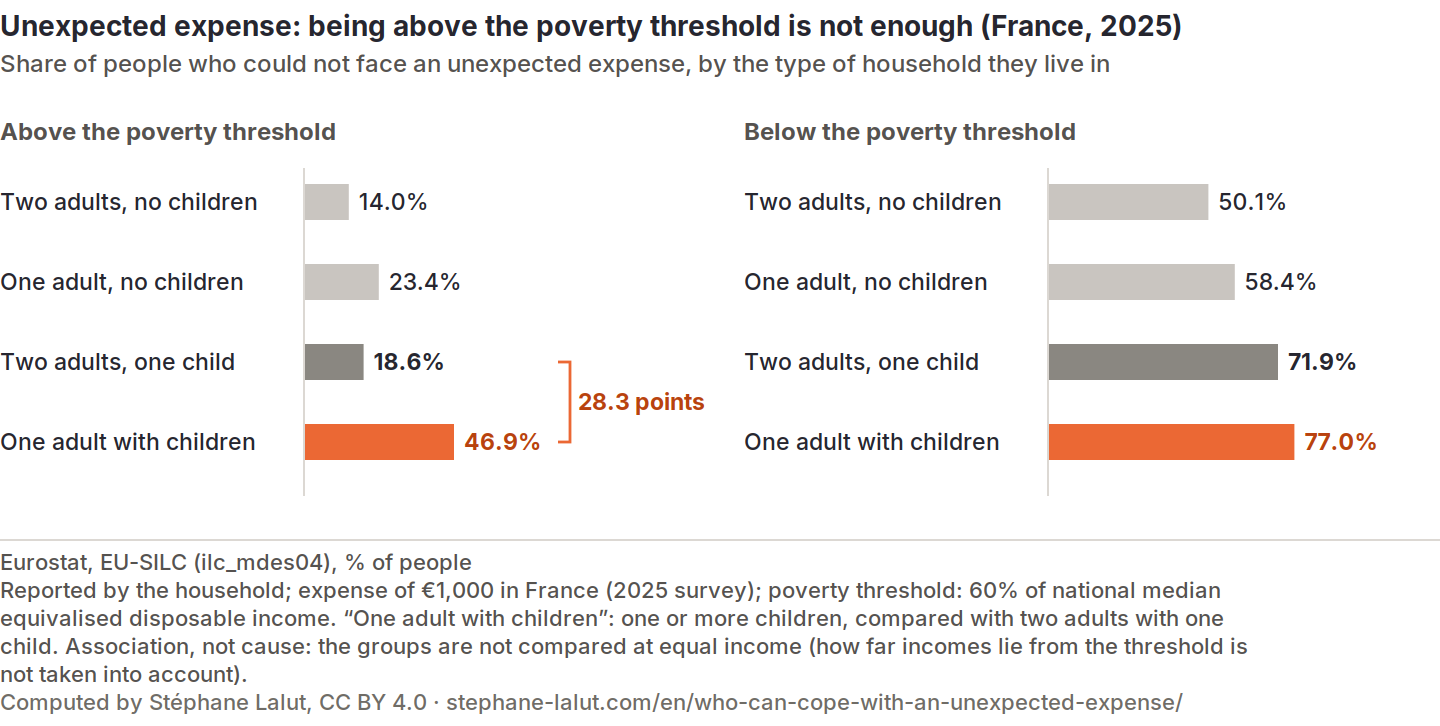 Unexpected expense: being above the poverty threshold is not enough (France, 2025)
Share of people who could not face an unexpected expense, by the type of household they live in
Above the poverty threshold
Two adults, no children 14.0%
One adult, no children 23.4%
Two adults, one child 18.6%
28.3 points
One adult with children 46.9%
Below the poverty threshold
Two adults, no children 50.1%
One adult, no children 58.4%
Two adults, one child 71.9%
One adult with children 77.0%
Eurostat, EU-SILC (ilc_mdes04), % of people
Reported by the household; expense of €1,000 in France (2025 survey); poverty threshold: 60% of national median
equivalised disposable income. “One adult with children”: one or more children, compared with two adults with one
child. Association, not cause: the groups are not compared at equal income (how far incomes lie from the threshold is
not taken into account).
Computed by Stéphane Lalut, CC BY 4.0 · stephane-lalut.com/en/who-can-cope-with-an-unexpected-expense/